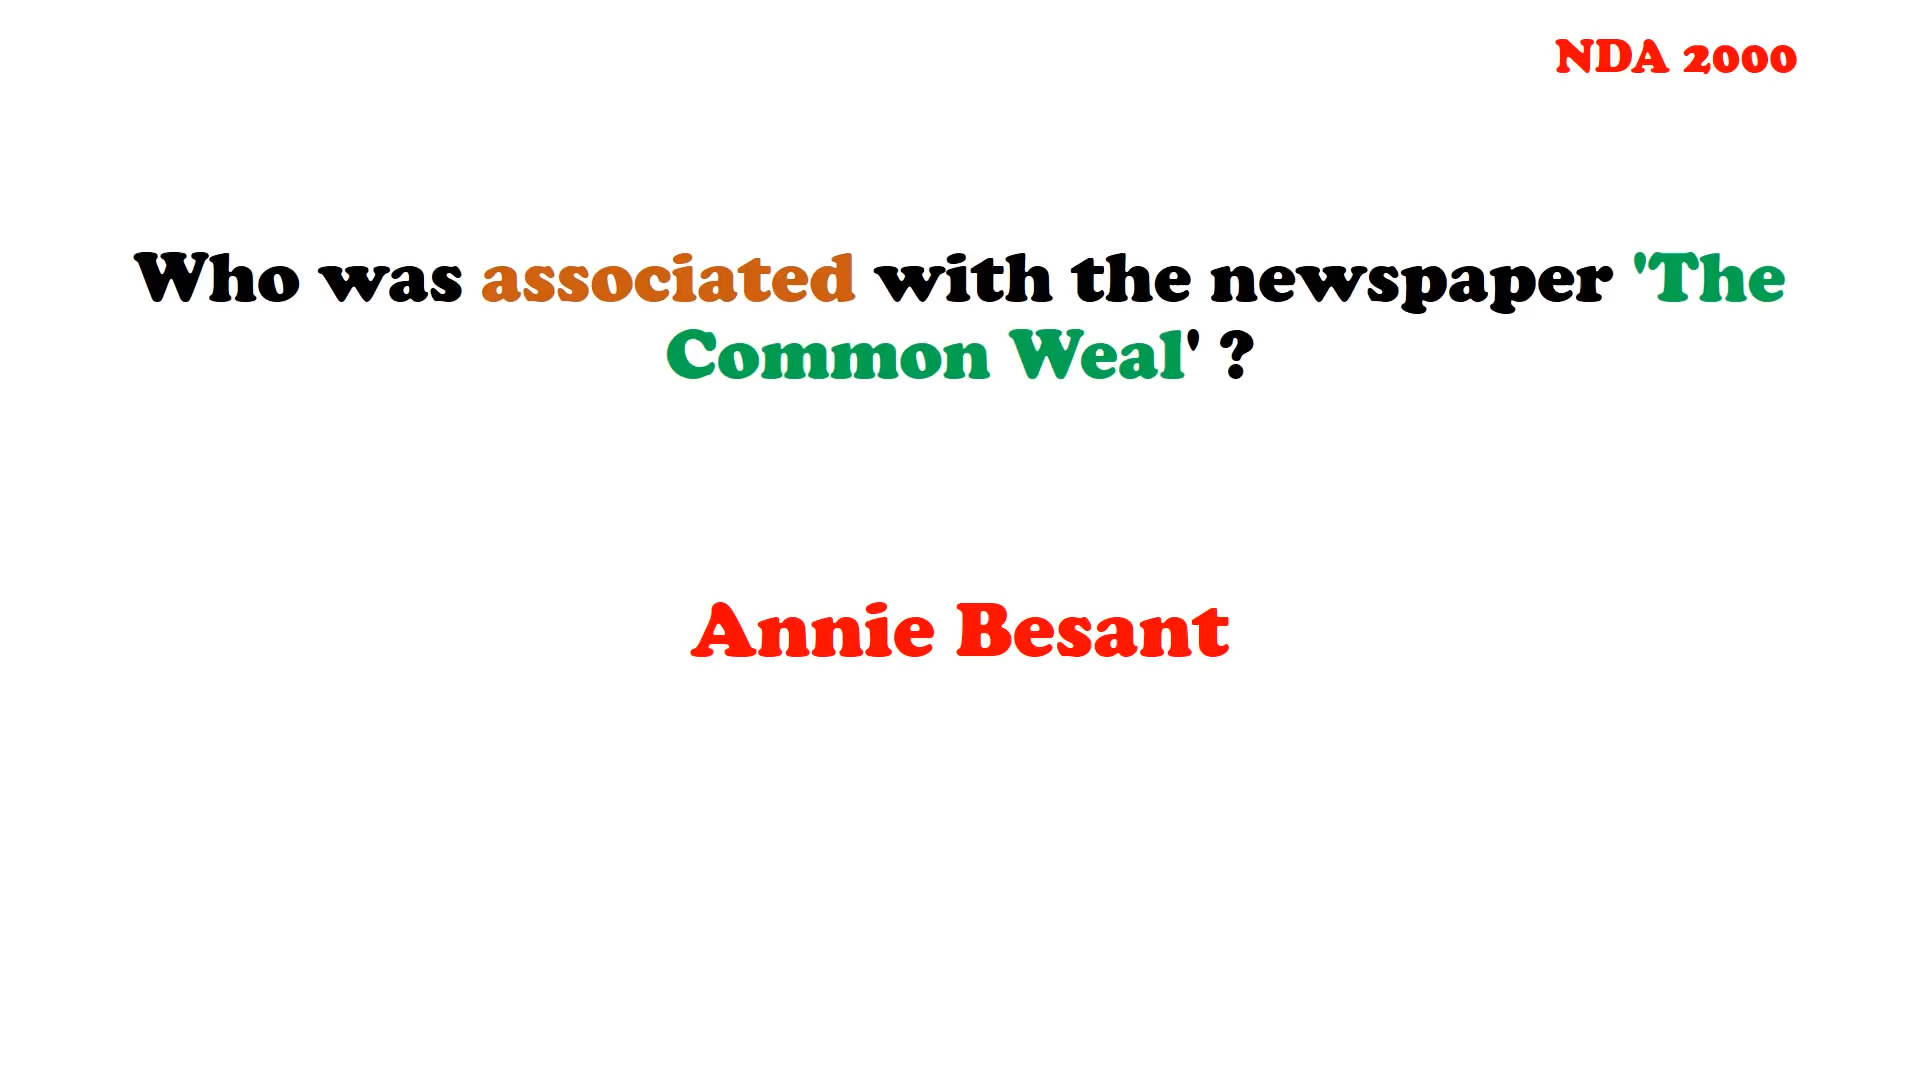 NDA 2000
Who was associated with the newspaper 'The
Common Weal' ?
Annie Besant